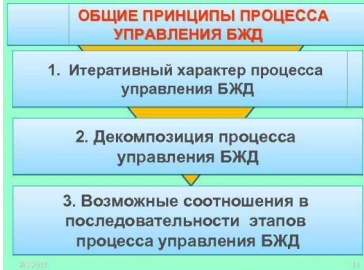 ОБЩИЕ ПРИНЦИПЫ ПРОЦЕССА
УПРАВЛЕНИЯ БЖД
1. Итеративный характер процесса
управления БЖД
2. Декомпозиция процесса
управления БЖД
3. Возможные соотношения в
последовательности этапов
процесса управления БЖД